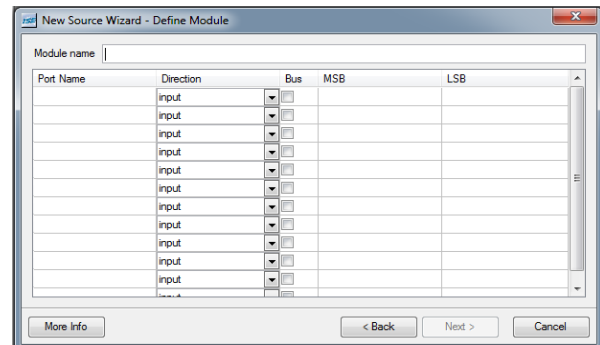 New Source Wizard - Define Module
Module name
Port Name Direction Bus MSB LSB
input
input
input
input
input
input
input
input
input
input
input
More Info < Back Next > Cancel